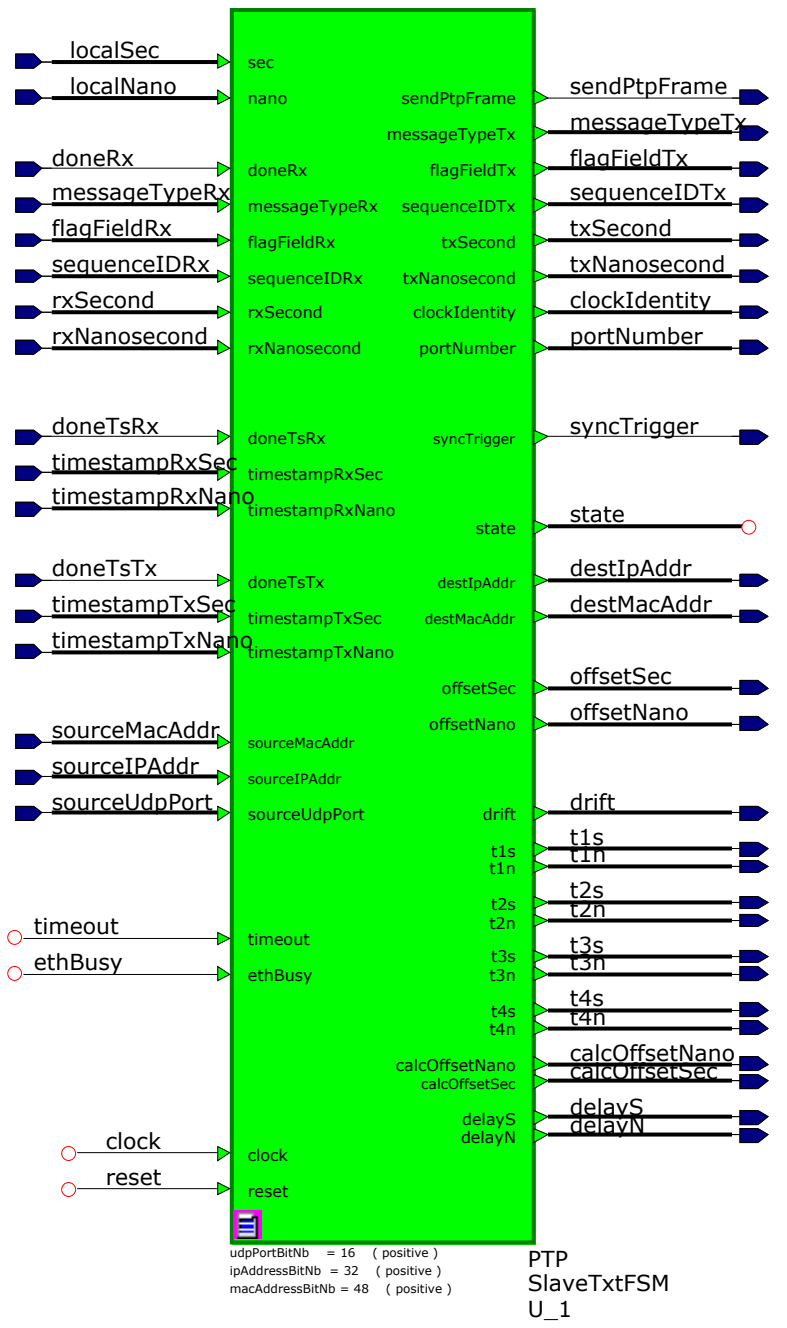 localSec
sec
localNano
nano
sendPtpFrame
sendPtpFrame
messageTypeTx
messageTypeTx
doneRx
doneRx
flagFieldTx
flagFieldTx
messageTypeRx
messageTypeRx
sequenceIDTx
sequenceIDTx
flagFieldRx
flagFieldRx
txSecond
txSecond
sequenceIDRx
sequenceIDRx
txNanosecond
txNanosecond
rxSecond
rxSecond
clockIdentity
clockIdentity
rxNanosecond
rxNanosecond
portNumber
portNumber
doneTsRx
doneTsRx
syncTrigger
syncTrigger
timestampRxSec
timestampRxSec
timestampRxNano
timestampRxNano
state
state
doneTsTx
doneTsTx
destIpAddr
destIpAddr
timestampTxSec
timestampTxSec
destMacAddr
destMacAddr
timestampTxNano
timestampTxNano
offsetSec
offsetSec
offsetNano
offsetNano
sourceMacAddr
sourceMacAddr
sourceIPAddr
sourceIPAddr
sourceUdpPort
sourceUdpPort
drift
drift
t1s
t1s
t1n
t1n
t2s
t2s
t2n
t2n
timeout
timeout
t3s
t3s
t3n
t3n
ethBusy
ethBusy
t4s
t4s
t4n
t4n
calcOffsetNano
calcOffsetNano
calcOffsetSec
calcOffsetSec
delayS
delayS
delayN
delayN
clock
clock
reset
reset
udpPortBitNb = 16 ( positive )
ipAddressBitNb = 32 ( positive )
macAddressBitNb = 48 ( positive )
PTP
SlaveTxtFSM
U_1